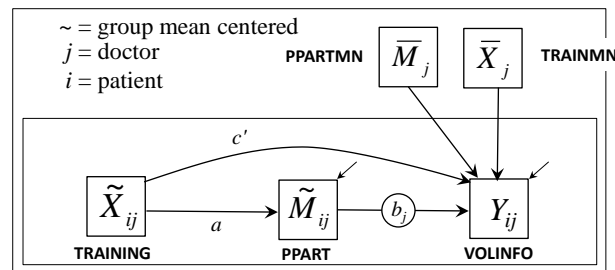 ~ = group mean centered
j = doctor
i = patient
PPARTMN
M̅j
X̅j
TRAINMN
c'
X̃ij
a
M̃ij
bj
Yij
TRAINING
PPART
VOLINFO